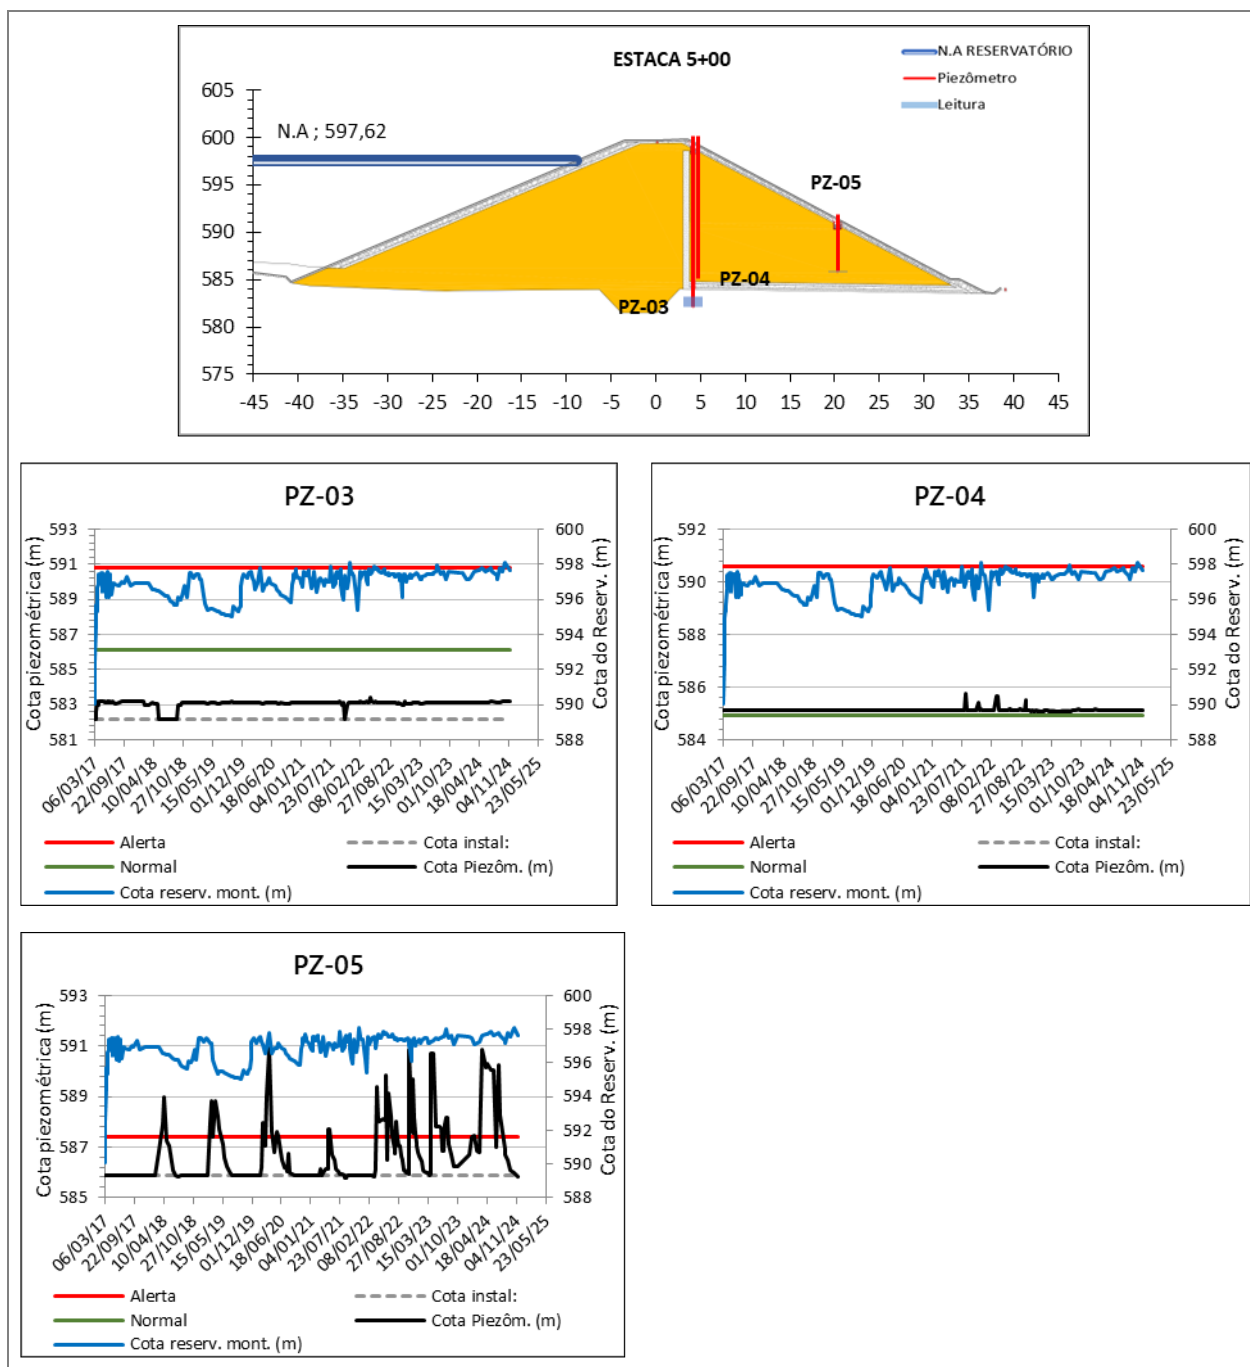 ESTACA 5+00
N.A RESERVATÓRIO
Piezômetro
Leitura
605
600
595
590
585
580
575
N.A ; 597,62
PZ-05
PZ-04
PZ-03
-45 -40 -35 -30 -25 -20 -15 -10 -5 0 5 10 15 20 25 30 35 40 45
PZ-03
Cota piezométrica (m)
593
591
589
587
585
583
581
Cota do Reserv. (m)
600
598
596
594
592
590
588
06/03/17 22/09/17 10/04/18 27/10/18 15/05/19 01/12/19 18/06/20 04/01/21 23/07/21 08/02/22 27/08/22 15/03/23 01/10/23 18/04/24 04/11/24 23/05/25
Alerta
Cota instal:
Normal
Cota Piezôm. (m)
Cota reserv. mont. (m)
PZ-04
Cota piezométrica (m)
592
590
588
586
584
Cota do Reserv. (m)
600
598
596
594
592
590
588
06/03/17 22/09/17 10/04/18 27/10/18 15/05/19 01/12/19 18/06/20 04/01/21 23/07/21 08/02/22 27/08/22 15/03/23 01/10/23 18/04/24 04/11/24 23/05/25
Alerta
Cota instal:
Normal
Cota Piezôm. (m)
Cota reserv. mont. (m)
PZ-05
Cota piezométrica (m)
593
591
589
587
585
Cota do Reserv. (m)
600
598
596
594
592
590
588
06/03/17 22/09/17 10/04/18 27/10/18 15/05/19 01/12/19 18/06/20 04/01/21 23/07/21 08/02/22 27/08/22 15/03/23 01/10/23 18/04/24 04/11/24 23/05/25
Alerta
Cota instal:
Normal
Cota Piezôm. (m)
Cota reserv. mont. (m)